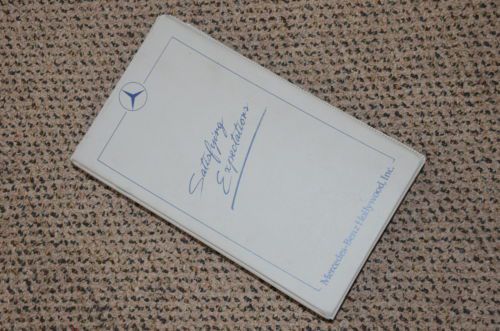 Satisfying
Expectations
Mercedes-Benz Hollywood, Inc.